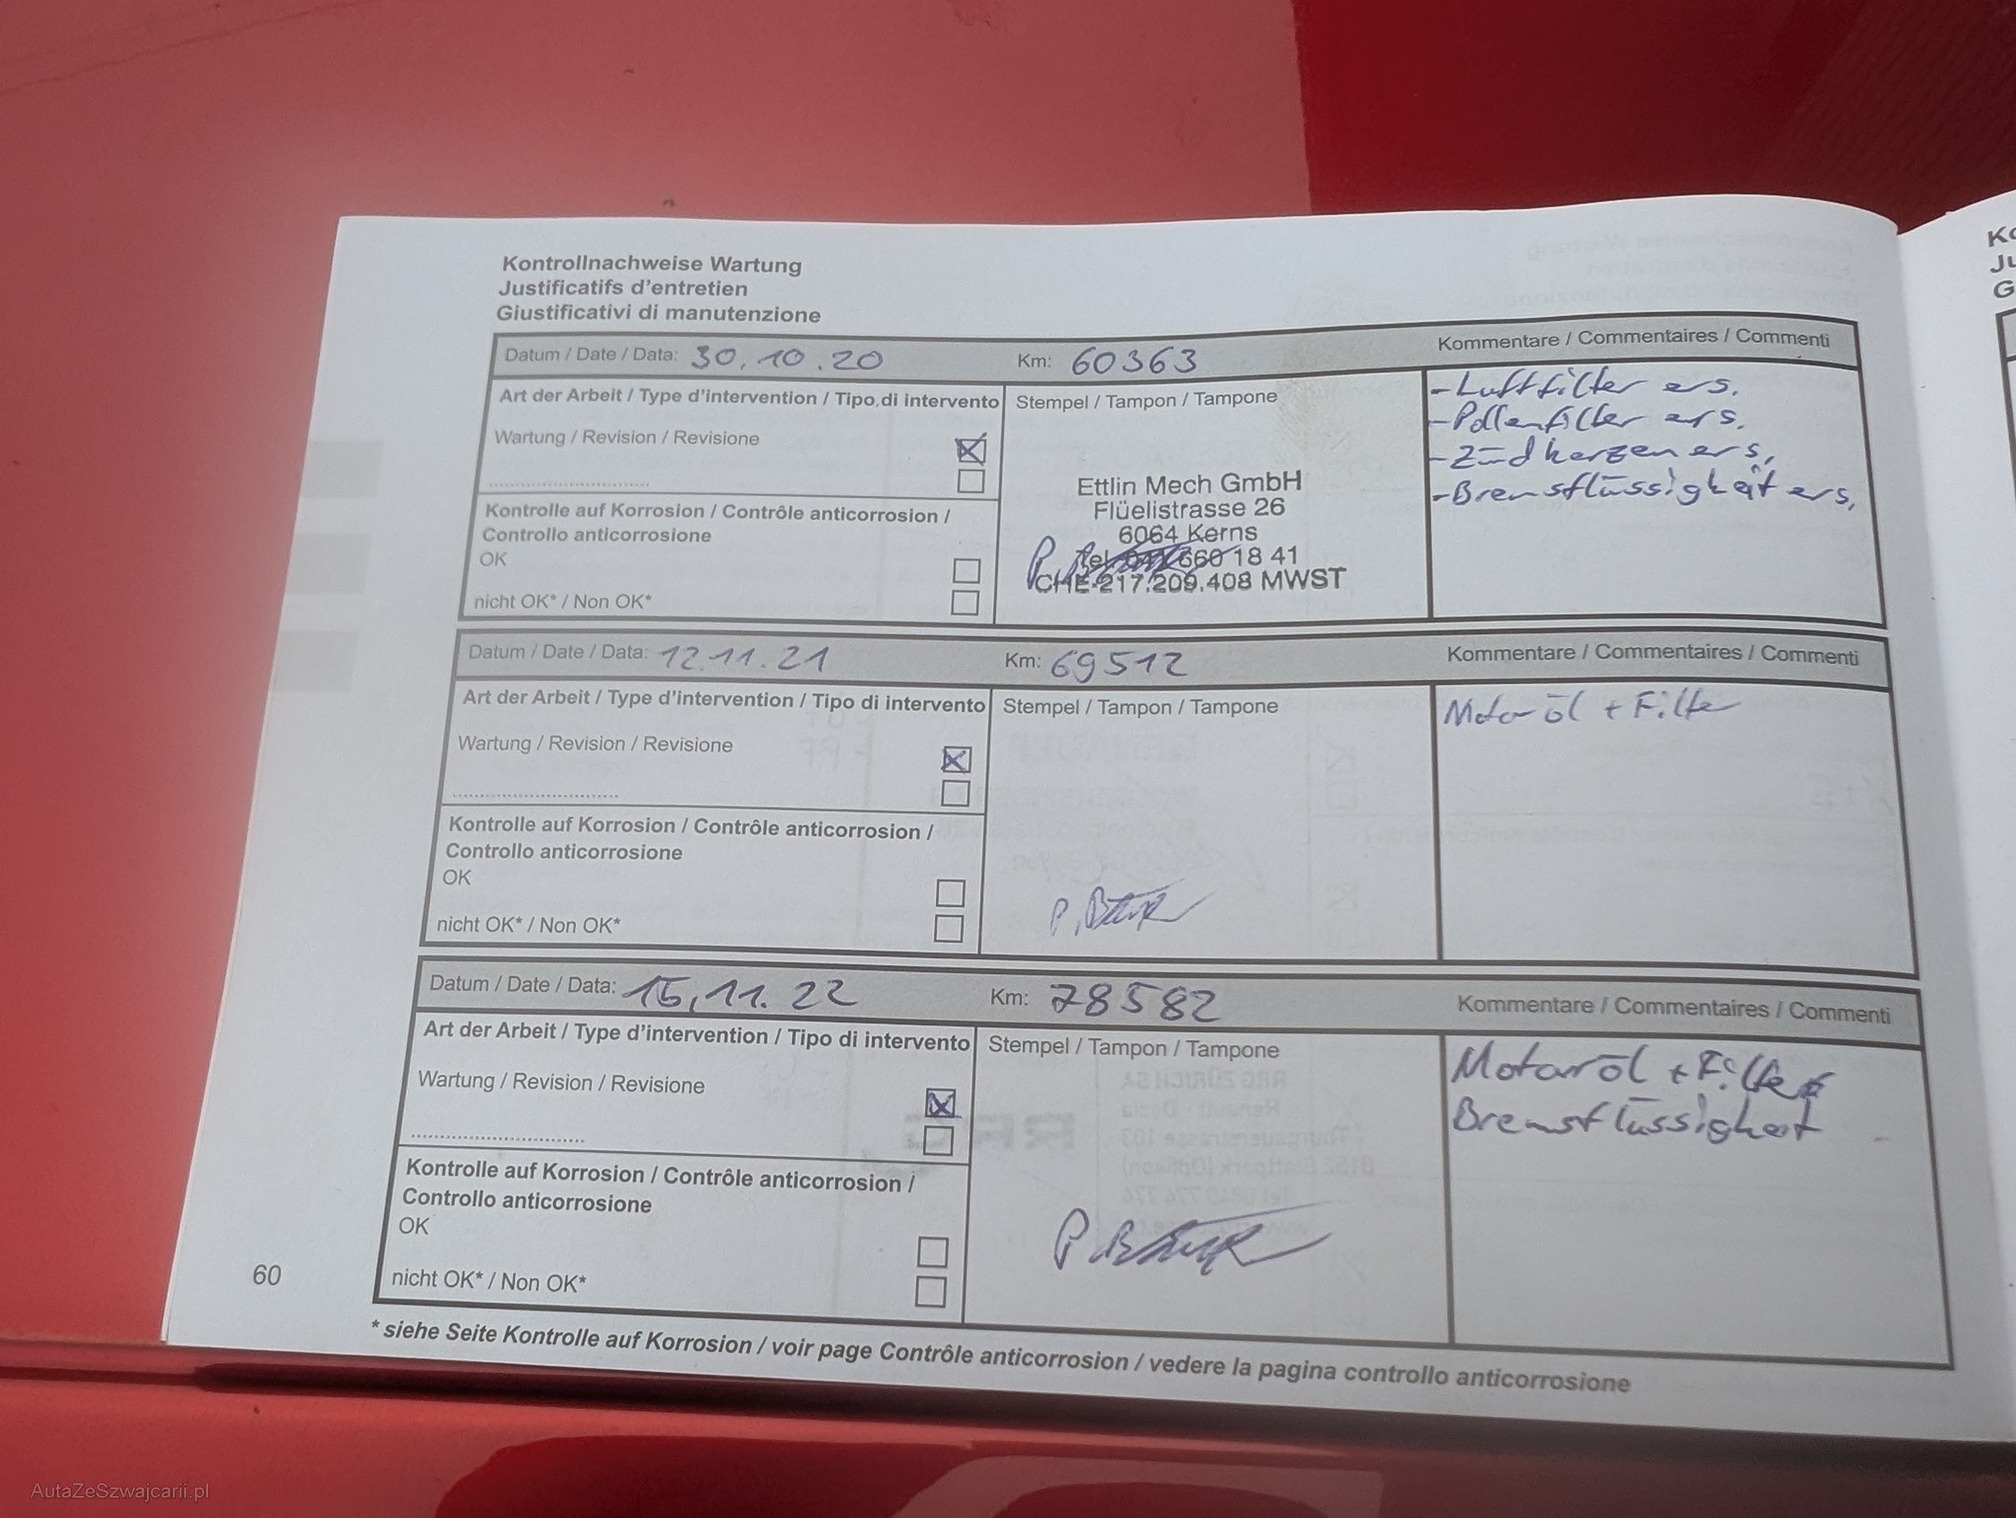 Kontrollnachweise Wartung
Justificatifs d'entretien
Giustificativi di manutenzione
Datum / Date / Data: 30.10.20 Km: 60363 Kommentare / Commentaires / Commenti
Art der Arbeit / Type d'intervention / Tipo di intervento Stempel / Tampon / Tampone
- Luftfilter ers.
- Pollenfilter ers.
- Zündkerzen ers.
- Bremsflüssigkeit ers.
Wartung / Revision / Revisione
Ettlin Mech GmbH
Flüelistrasse 26
6064 Kerns
Tel. 041 660 18 41
CHE-217.209.408 MWST
Kontrolle auf Korrosion / Contrôle anticorrosion /
Controllo anticorrosione
OK
nicht OK* / Non OK*
Datum / Date / Data: 12.11.21 Km: 69512 Kommentare / Commentaires / Commenti
Art der Arbeit / Type d'intervention / Tipo di intervento Stempel / Tampon / Tampone
Motoröl + Filter
Wartung / Revision / Revisione
Kontrolle auf Korrosion / Contrôle anticorrosion /
Controllo anticorrosione
OK
nicht OK* / Non OK*
Datum / Date / Data: 15.11.22 Km: 78582 Kommentare / Commentaires / Commenti
Art der Arbeit / Type d'intervention / Tipo di intervento Stempel / Tampon / Tampone
Motoröl + Filter
Bremsflüssigkeit
Wartung / Revision / Revisione
Kontrolle auf Korrosion / Contrôle anticorrosion /
Controllo anticorrosione
OK
nicht OK* / Non OK*
60
* siehe Seite Kontrolle auf Korrosion / voir page Contrôle anticorrosion / vedere la pagina controllo anticorrosione
AutaZeSzwajcarii.pl